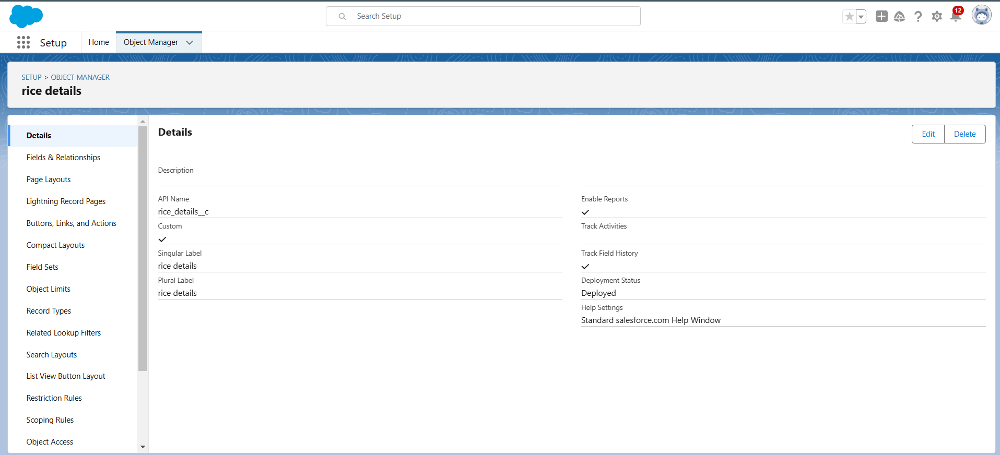 Search Setup
12
Setup
Home
Object Manager
SETUP > OBJECT MANAGER
rice details
Details
Fields & Relationships
Page Layouts
Lightning Record Pages
Buttons, Links, and Actions
Compact Layouts
Field Sets
Object Limits
Record Types
Related Lookup Filters
Search Layouts
List View Button Layout
Restriction Rules
Scoping Rules
Object Access
Details
Edit
Delete
Description
API Name
rice_details__c
Custom
Singular Label
rice details
Plural Label
rice details
Enable Reports
Track Activities
Track Field History
Deployment Status
Deployed
Help Settings
Standard salesforce.com Help Window